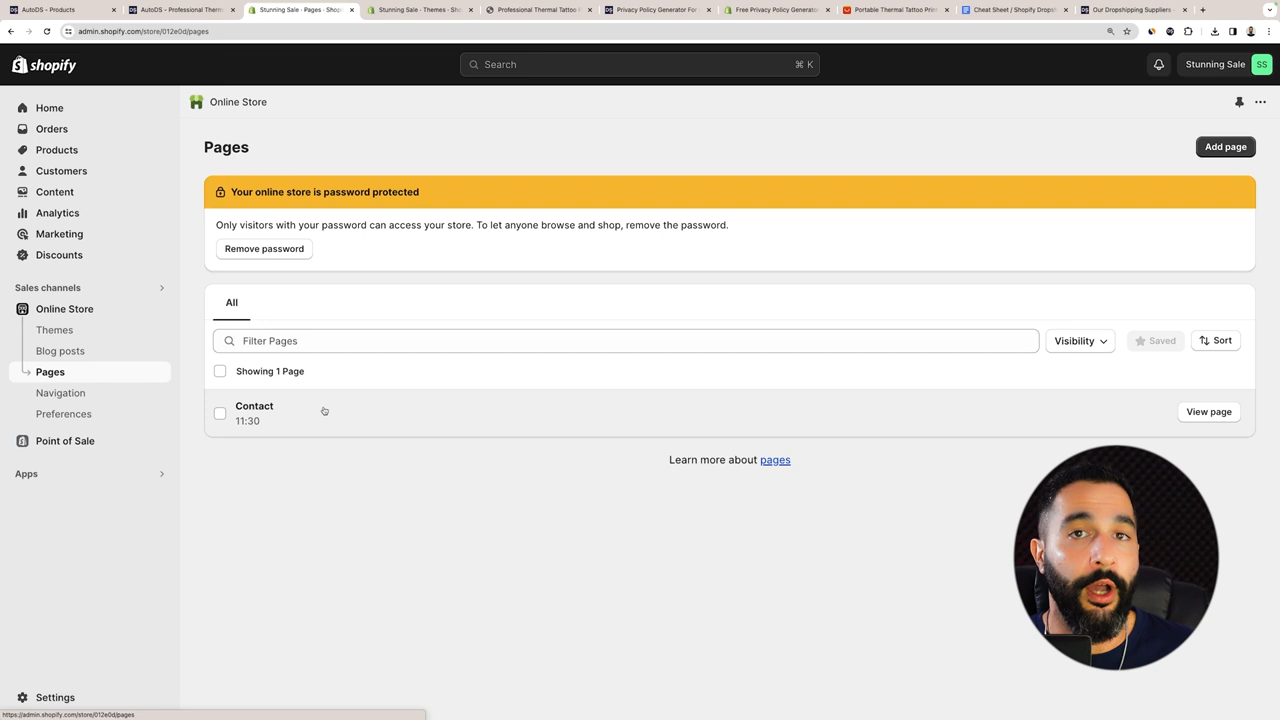 AutoDS - Products
AutoDS - Professional Therm
Stunning Sale - Pages · Shop
Stunning Sale - Themes · Sho
Professional Thermal Tattoo
Privacy Policy Generator For
Free Privacy Policy Generator
Portable Thermal Tattoo Prin
Cheat Sheet / Shopify Dropsh
Our Dropshipping Suppliers -
admin.shopify.com/store/012e0d/pages
shopify
Search
⌘ K
Stunning Sale
SS
Home
Orders
Products
Customers
Content
Analytics
Marketing
Discounts
Sales channels
Online Store
Themes
Blog posts
Pages
Navigation
Preferences
Point of Sale
Apps
Settings
Online Store
Pages
Add page
Your online store is password protected
Only visitors with your password can access your store. To let anyone browse and shop, remove the password.
Remove password
All
Filter Pages
Visibility
Saved
Sort
Showing 1 Page
Contact
11:30
View page
Learn more about pages
https://admin.shopify.com/store/012e0d/pages